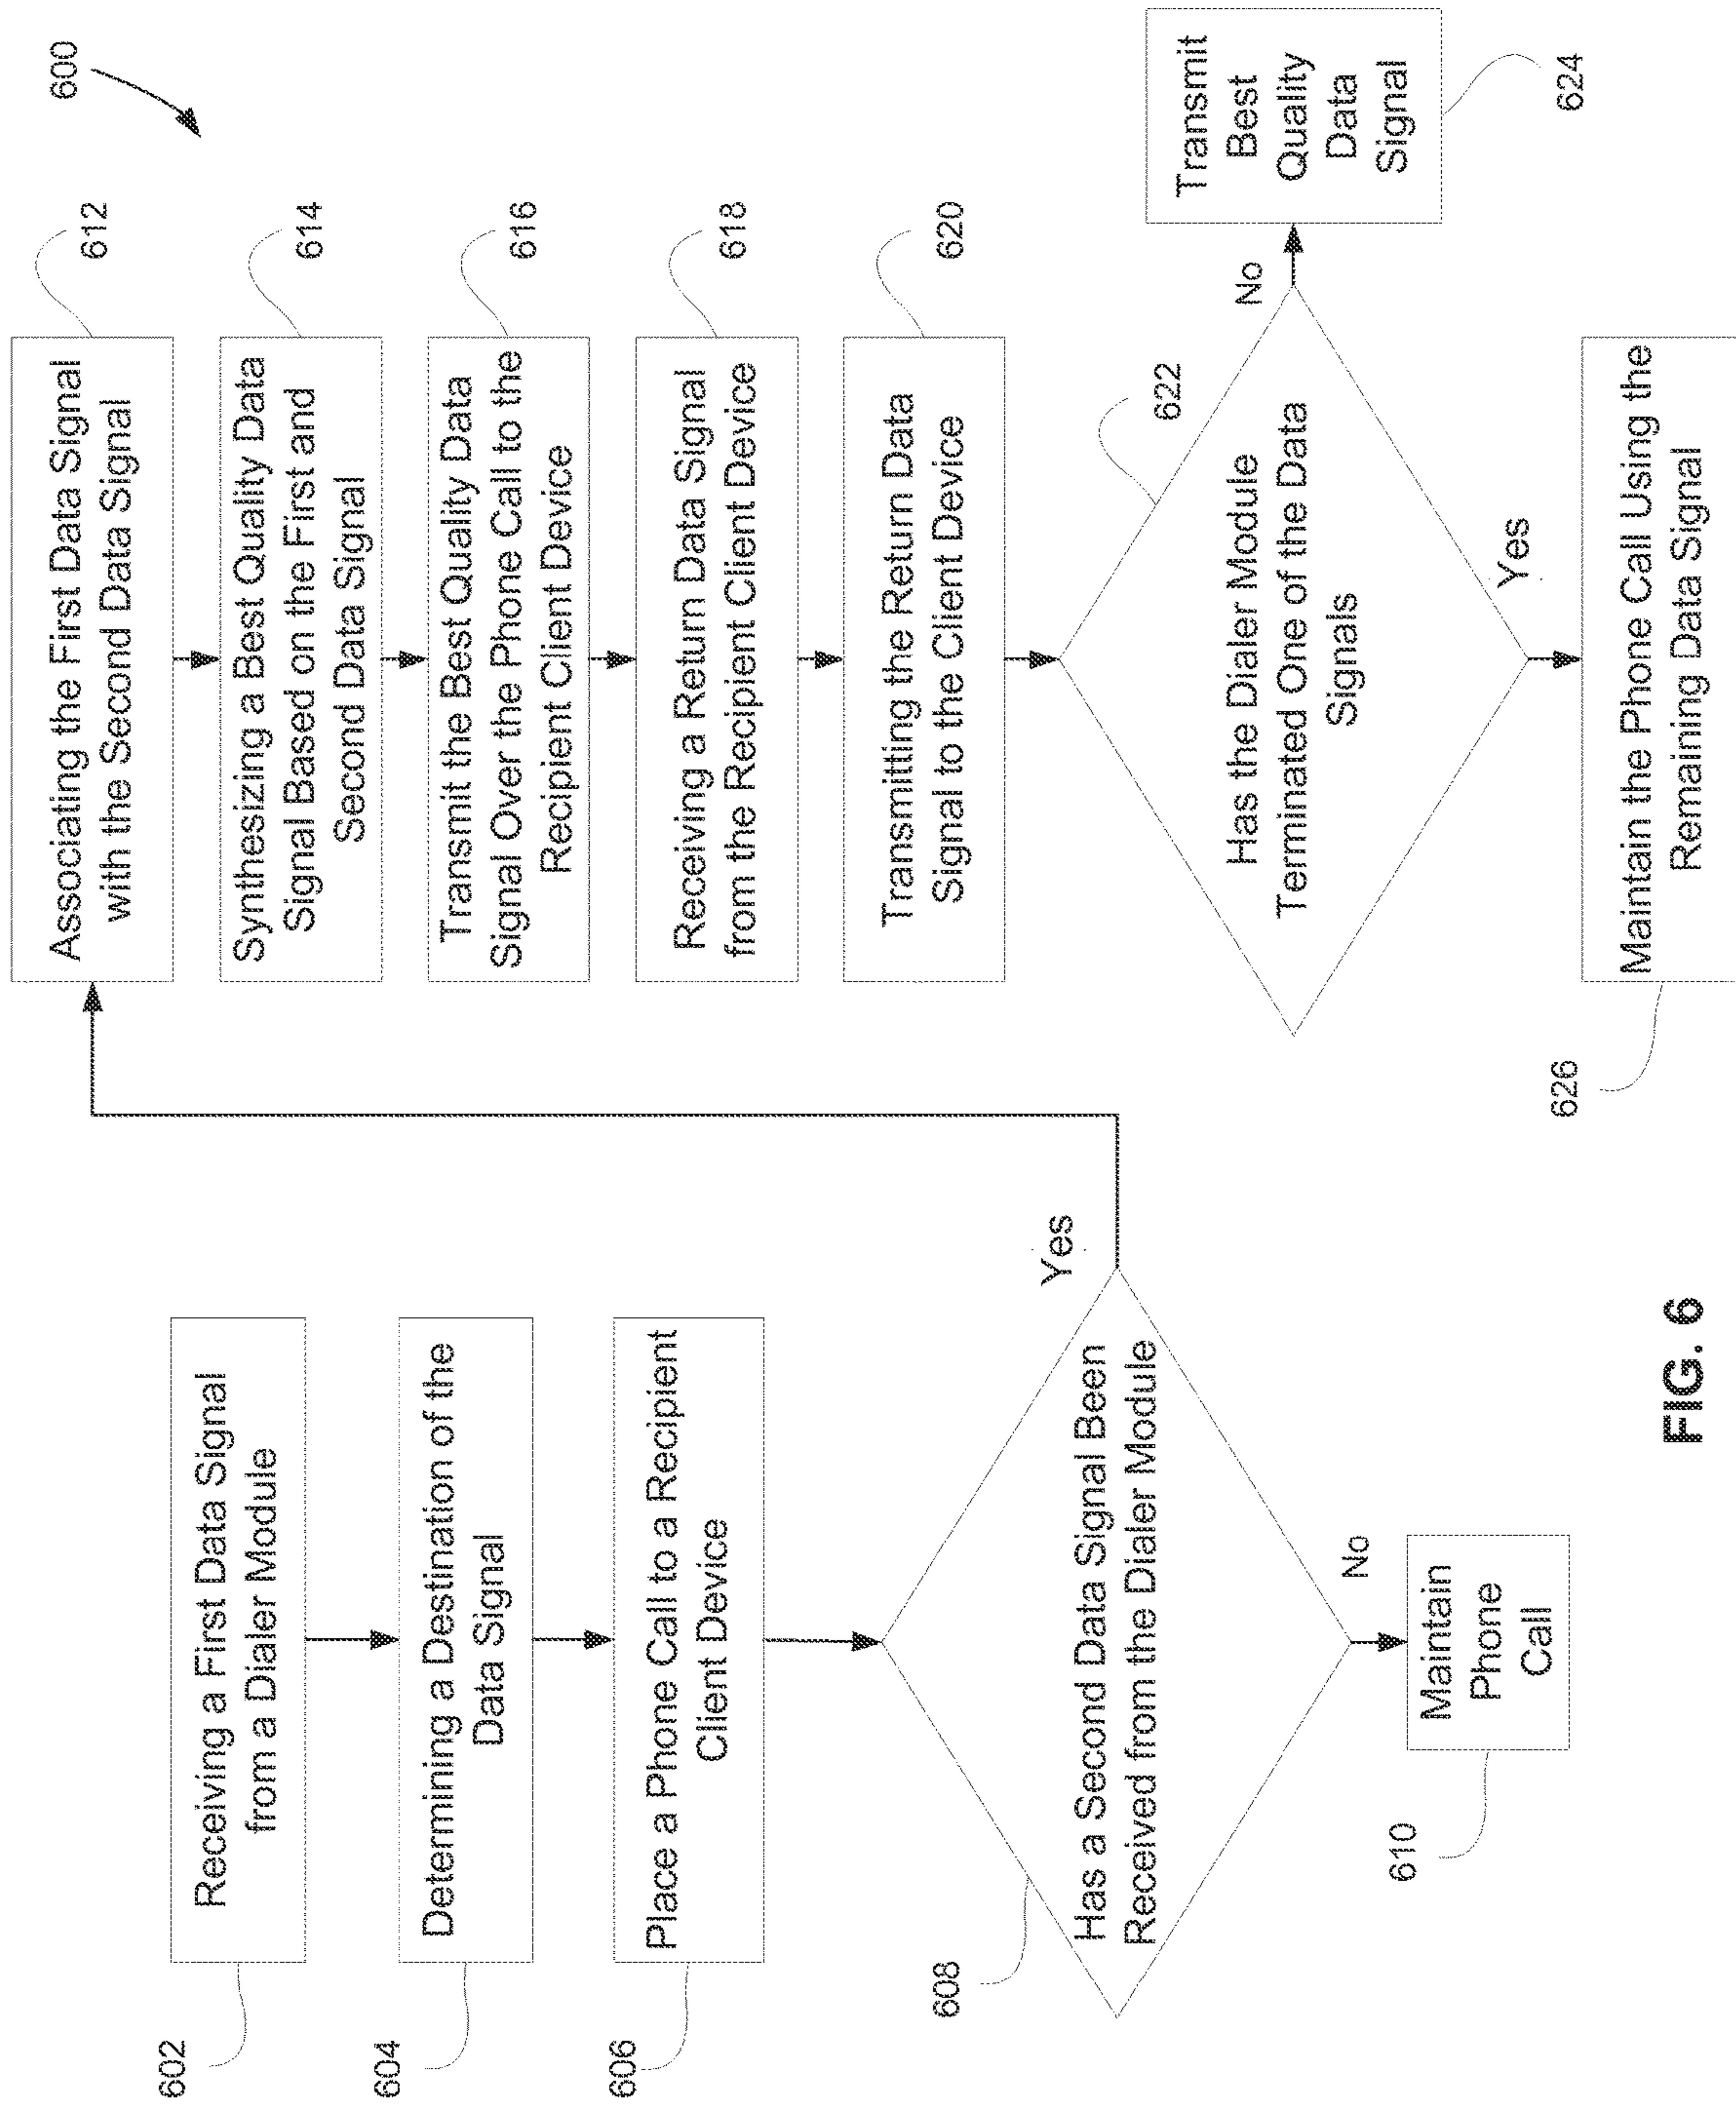 600
602
Receiving a First Data Signal
from a Dialer Module
604
Determining a Destination of the
Data Signal
606
Place a Phone Call to a Recipient
Client Device
608
Has a Second Data Signal Been
Received from the Dialer Module
Yes
No
610
Maintain
Phone
Call
612
Associating the First Data Signal
with the Second Data Signal
614
Synthesizing a Best Quality Data
Signal Based on the First and
Second Data Signal
616
Transmit the Best Quality Data
Signal Over the Phone Call to the
Recipient Client Device
618
Receiving a Return Data Signal
from the Recipient Client Device
620
Transmitting the Return Data
Signal to the Client Device
622
Has the Dialer Module
Terminated One of the Data
Signals
No
Transmit
Best
Quality
Data
Signal
624
Yes
626
Maintain the Phone Call Using the
Remaining Data Signal
FIG. 6